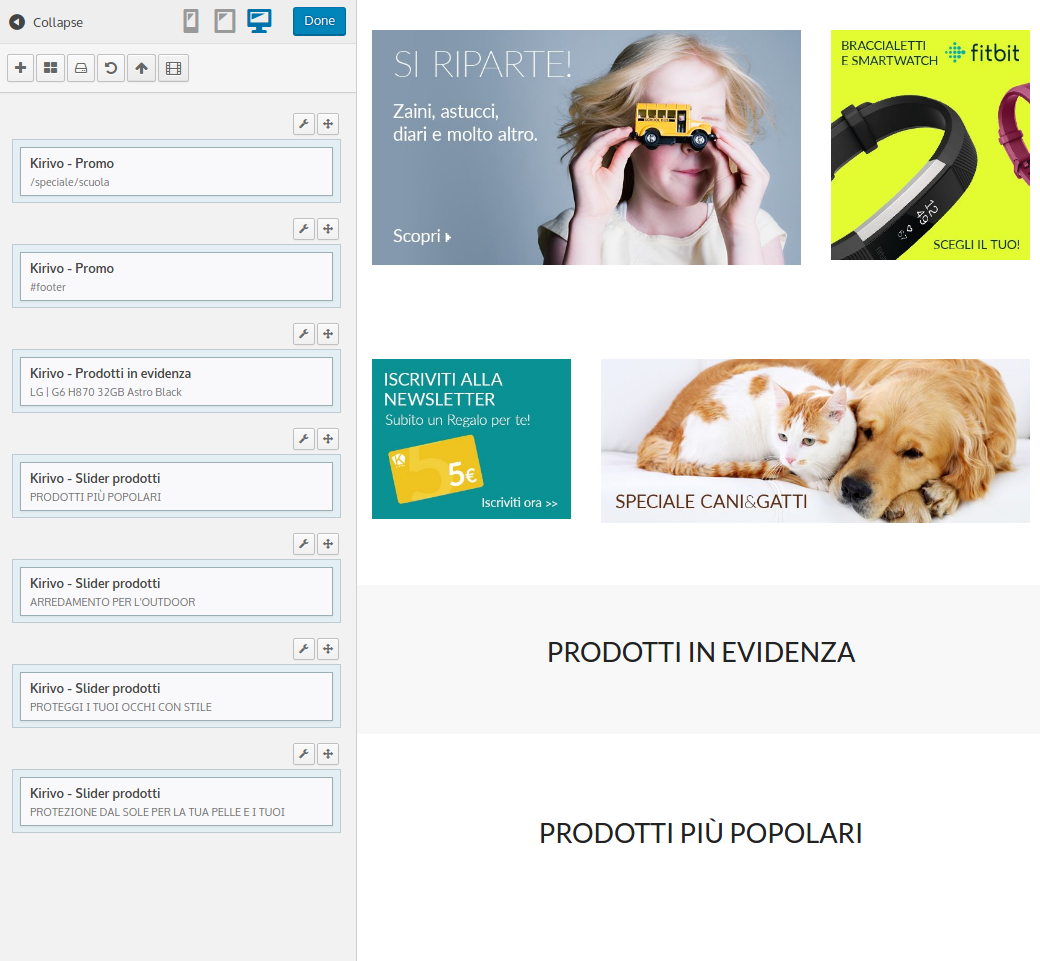 Collapse
Done
Kirivo - Promo
/speciale/scuola
Kirivo - Promo
#footer
Kirivo - Prodotti in evidenza
LG | G6 H870 32GB Astro Black
Kirivo - Slider prodotti
PRODOTTI PIÙ POPOLARI
Kirivo - Slider prodotti
ARREDAMENTO PER L'OUTDOOR
Kirivo - Slider prodotti
PROTEGGI I TUOI OCCHI CON STILE
Kirivo - Slider prodotti
PROTEZIONE DAL SOLE PER LA TUA PELLE E I TUOI
SI RIPARTE!
Zaini, astucci,
diari e molto altro.
SCHOOL BUS
Scopri
BRACCIALETTI
E SMARTWATCH
fitbit
SCEGLI IL TUO!
ISCRIVITI ALLA
NEWSLETTER
Subito un Regalo per te!
K
5
5€
Iscriviti ora >>
SPECIALE CANI&GATTI
PRODOTTI IN EVIDENZA
PRODOTTI PIÙ POPOLARI